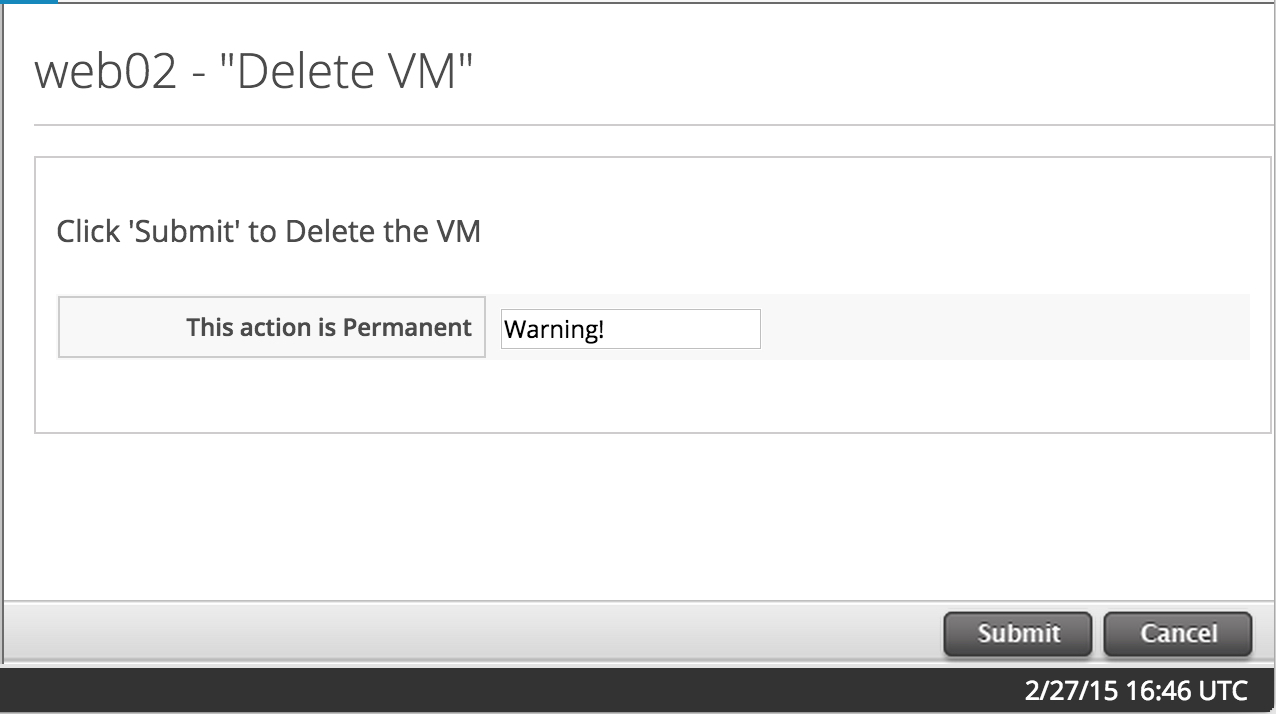 web02 - "Delete VM"
Click 'Submit' to Delete the VM
This action is Permanent Warning!
Submit Cancel
2/27/15 16:46 UTC